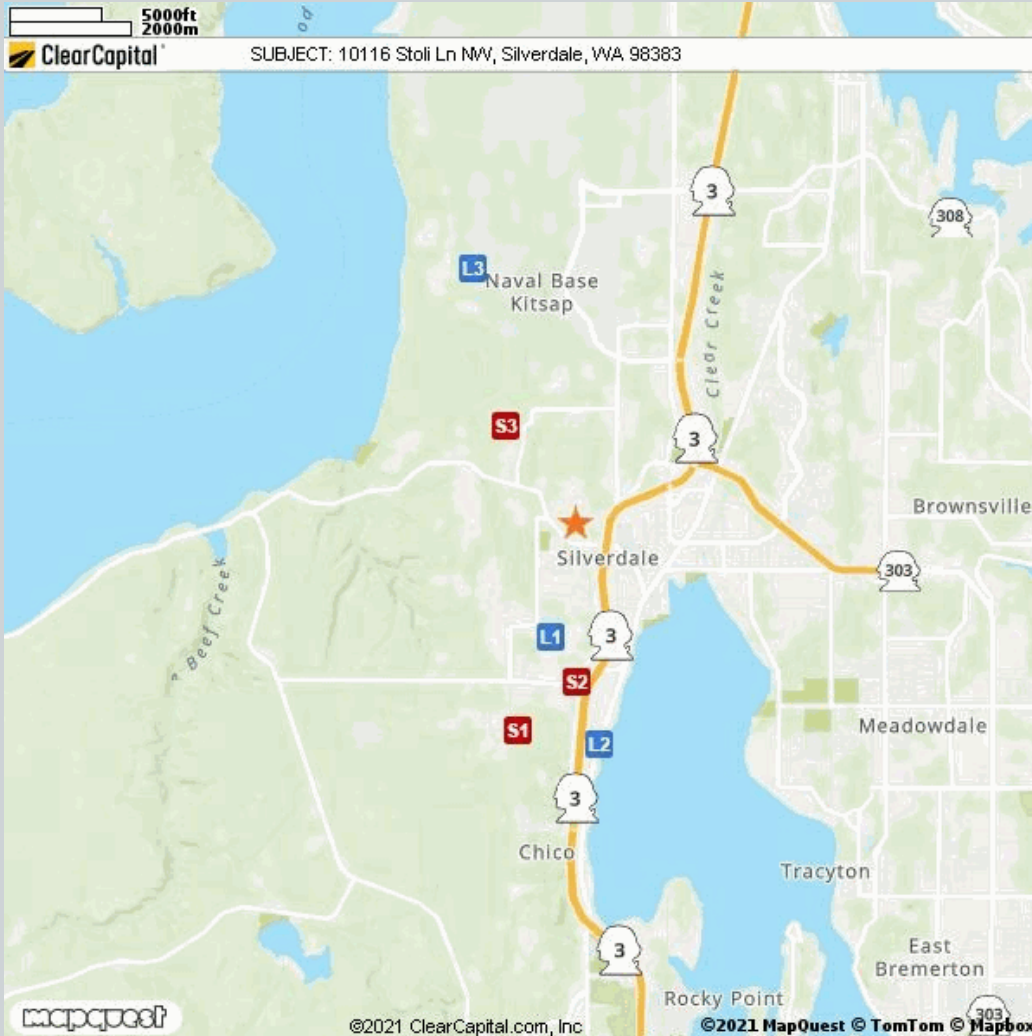 5000ft
2000m
ClearCapital
SUBJECT: 10116 Stoli Ln NW, Silverdale, WA 98383
3
308
L3
Naval Base
Kitsap
Clear Creek
S3
3
Brownsville
Silverdale
303
Beef Creek
L1
3
S2
S1
L2
Meadowdale
3
Chico
Tracyton
3
East
Bremerton
Rocky Point
303
mapquest
©2021 ClearCapital.com, Inc
©2021 MapQuest © TomTom © Mapbox